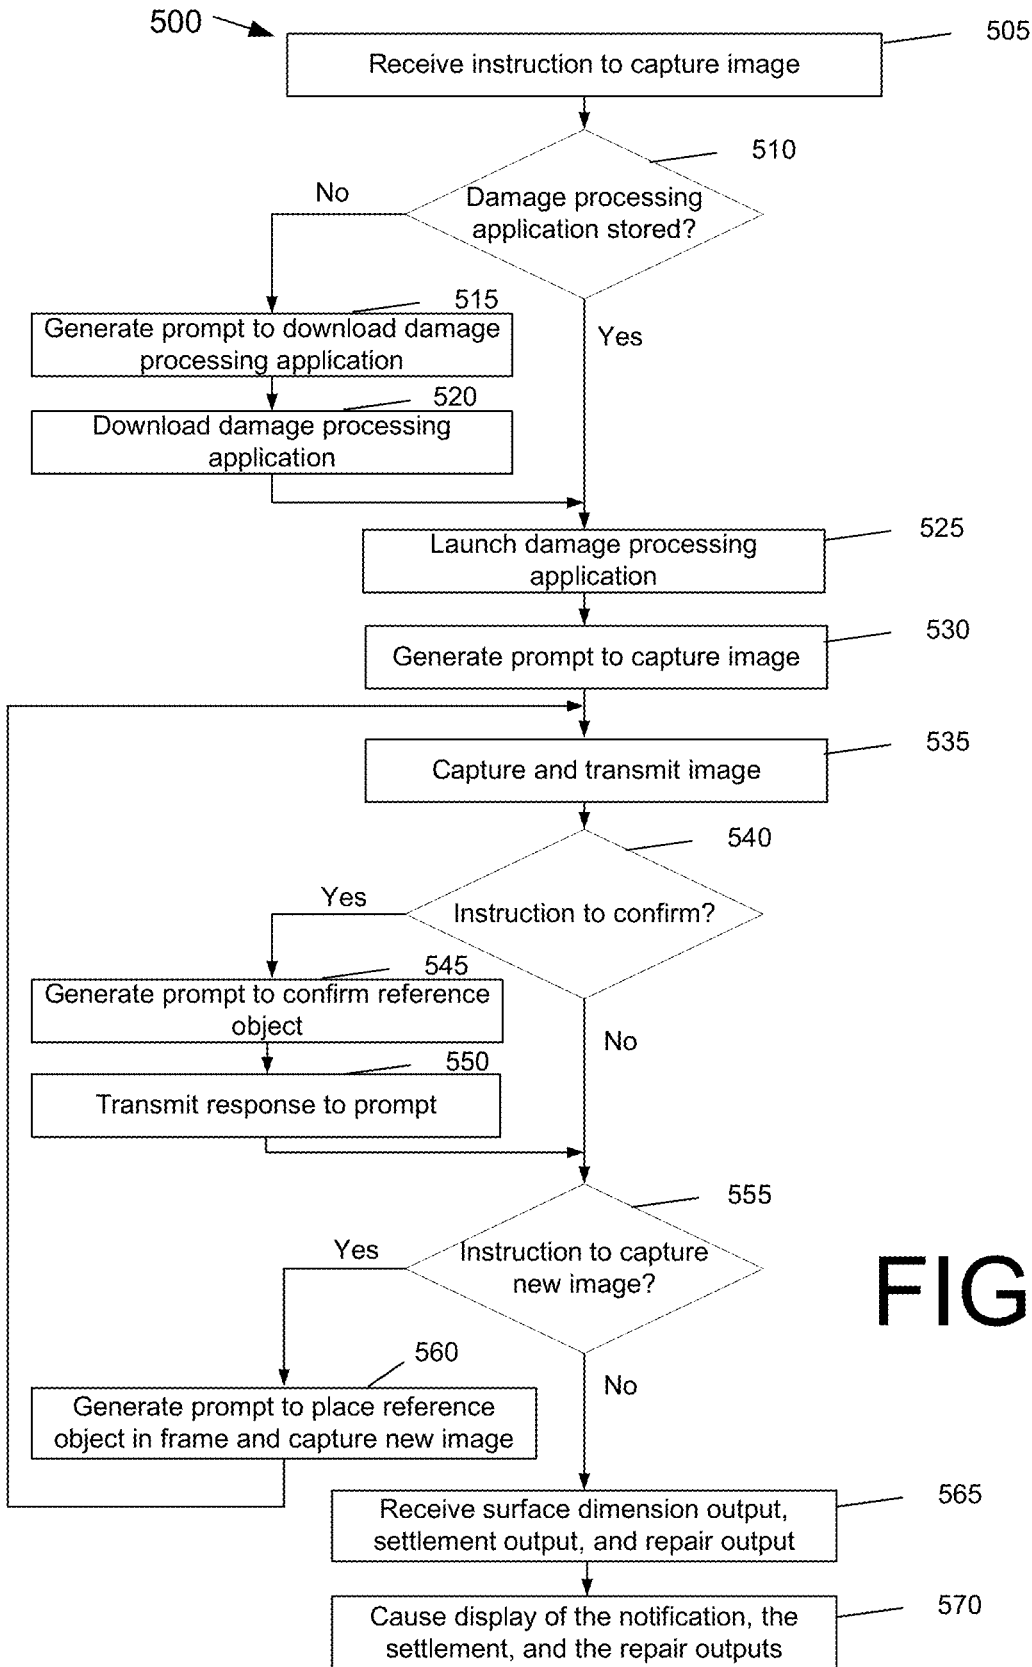 500
505
Receive instruction to capture image
510
Damage processing
application stored?
No
Yes
515
Generate prompt to download damage
processing application
520
Download damage processing
application
525
Launch damage processing
application
530
Generate prompt to capture image
535
Capture and transmit image
540
Instruction to confirm?
Yes
No
545
Generate prompt to confirm reference
object
550
Transmit response to prompt
555
Instruction to capture
new image?
Yes
No
FIG
560
Generate prompt to place reference
object in frame and capture new image
565
Receive surface dimension output,
settlement output, and repair output
570
Cause display of the notification, the
settlement, and the repair outputs